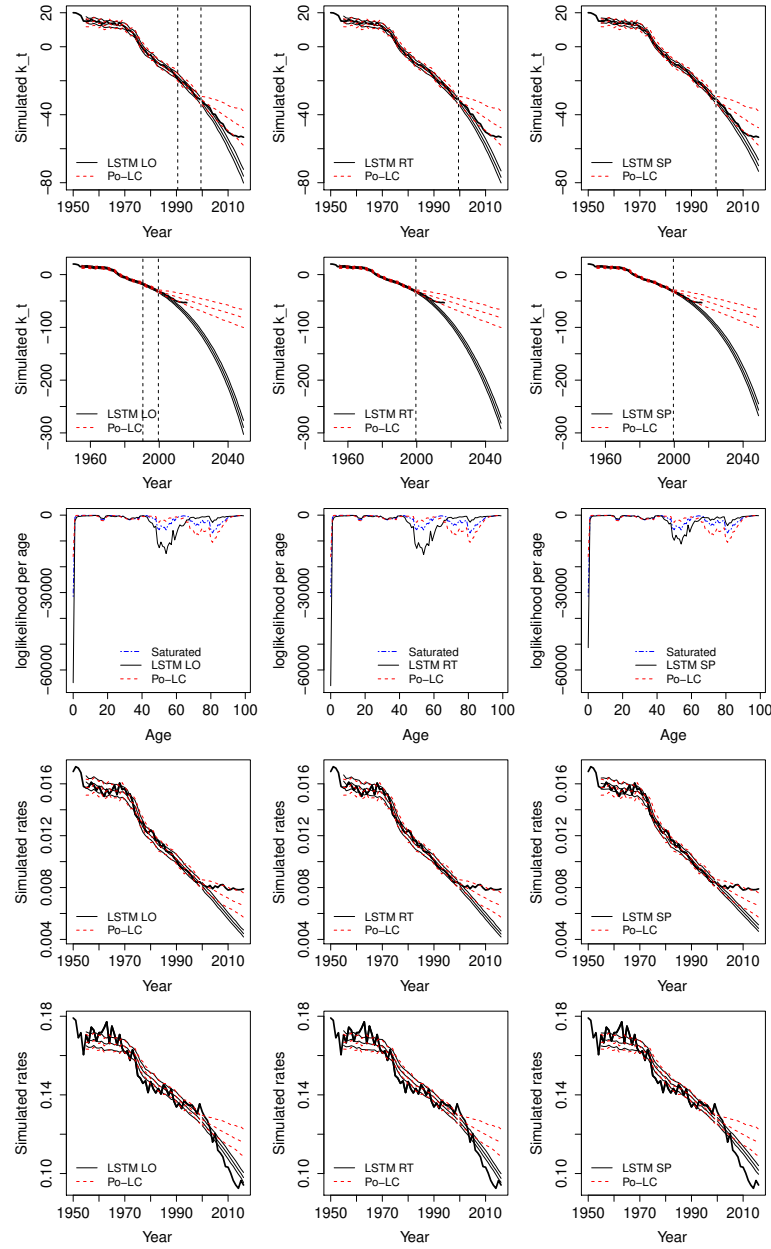 Simulated k_t
20
0
40
−80
LSTM LO
Po−LC
1950 1970 1990 2010
Year
Simulated k_t
20
0
40
−80
LSTM RT
Po−LC
1950 1970 1990 2010
Year
Simulated k_t
20
0
40
−80
LSTM SP
Po−LC
1950 1970 1990 2010
Year
Simulated k_t
0
−100
−200
−300
LSTM LO
Po−LC
1960 2000 2040
Year
Simulated k_t
0
−100
−200
−300
LSTM RT
Po−LC
1960 2000 2040
Year
Simulated k_t
0
−100
−200
−300
LSTM SP
Po−LC
1960 2000 2040
Year
loglikelihood per age
0
−30000
−60000
Saturated
LSTM LO
Po−LC
0 20 40 60 80 100
Age
loglikelihood per age
0
−30000
−60000
Saturated
LSTM RT
Po−LC
0 20 40 60 80 100
Age
loglikelihood per age
0
−30000
−60000
Saturated
LSTM SP
Po−LC
0 20 40 60 80 100
Age
Simulated rates
0.016
0.012
0.008
0.004
LSTM LO
Po−LC
1950 1970 1990 2010
Year
Simulated rates
0.016
0.012
0.008
0.004
LSTM RT
Po−LC
1950 1970 1990 2010
Year
Simulated rates
0.016
0.012
0.008
0.004
LSTM SP
Po−LC
1950 1970 1990 2010
Year
Simulated rates
0.18
0.14
0.10
LSTM LO
Po−LC
1950 1970 1990 2010
Year
Simulated rates
0.18
0.14
0.10
LSTM RT
Po−LC
1950 1970 1990 2010
Year
Simulated rates
0.18
0.14
0.10
LSTM SP
Po−LC
1950 1970 1990 2010
Year